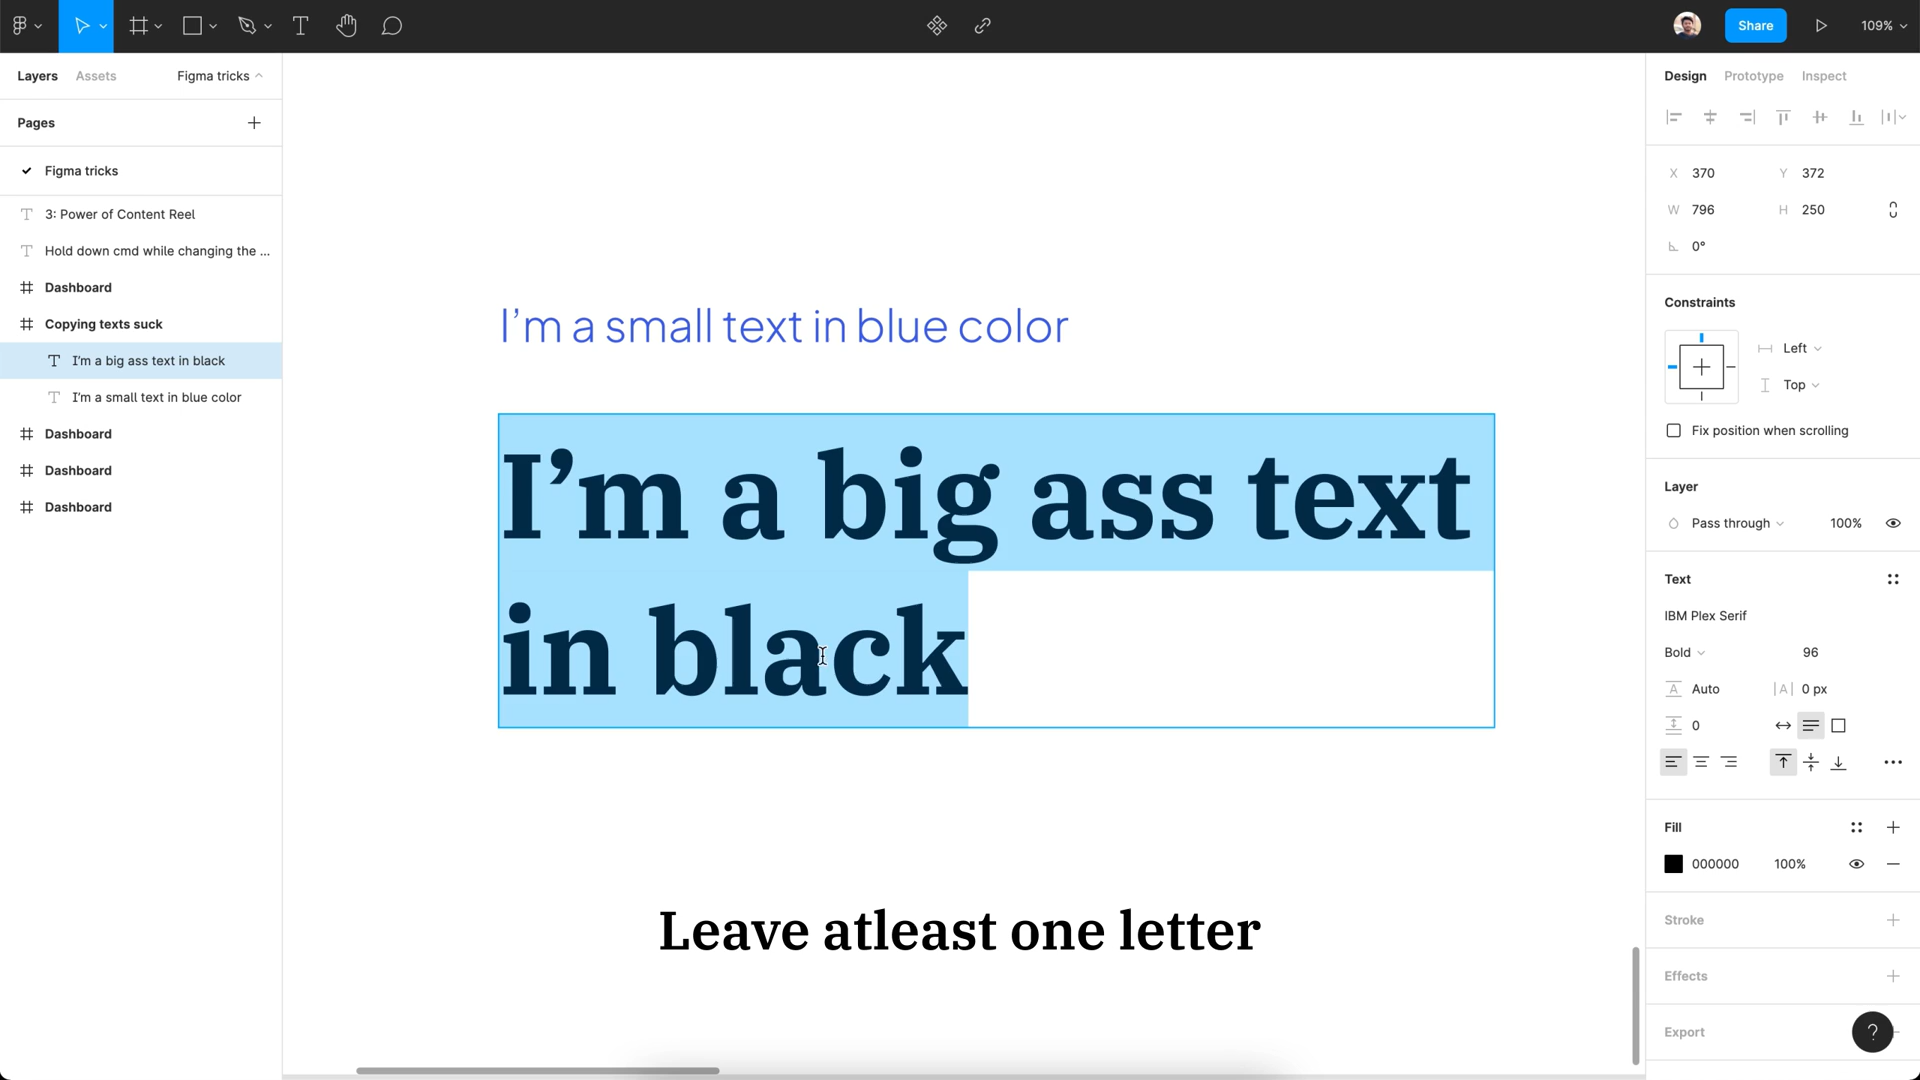 Share
109%
Layers
Assets
Figma tricks
Design
Prototype
Inspect
Pages
Figma tricks
3: Power of Content Reel
Hold down cmd while changing the ...
Dashboard
Copying texts suck
I'm a big ass text in black
I'm a small text in blue color
Dashboard
Dashboard
Dashboard
I’m a small text in blue color
I’m a big ass text
in black
Leave atleast one letter
X 370 Y 372
W 796 H 250
0°
Constraints
Left
Top
Fix position when scrolling
Layer
Pass through 100%
Text
IBM Plex Serif
Bold 96
A Auto |A| 0 px
0
Fill
000000 100%
Stroke
Effects
Export
?